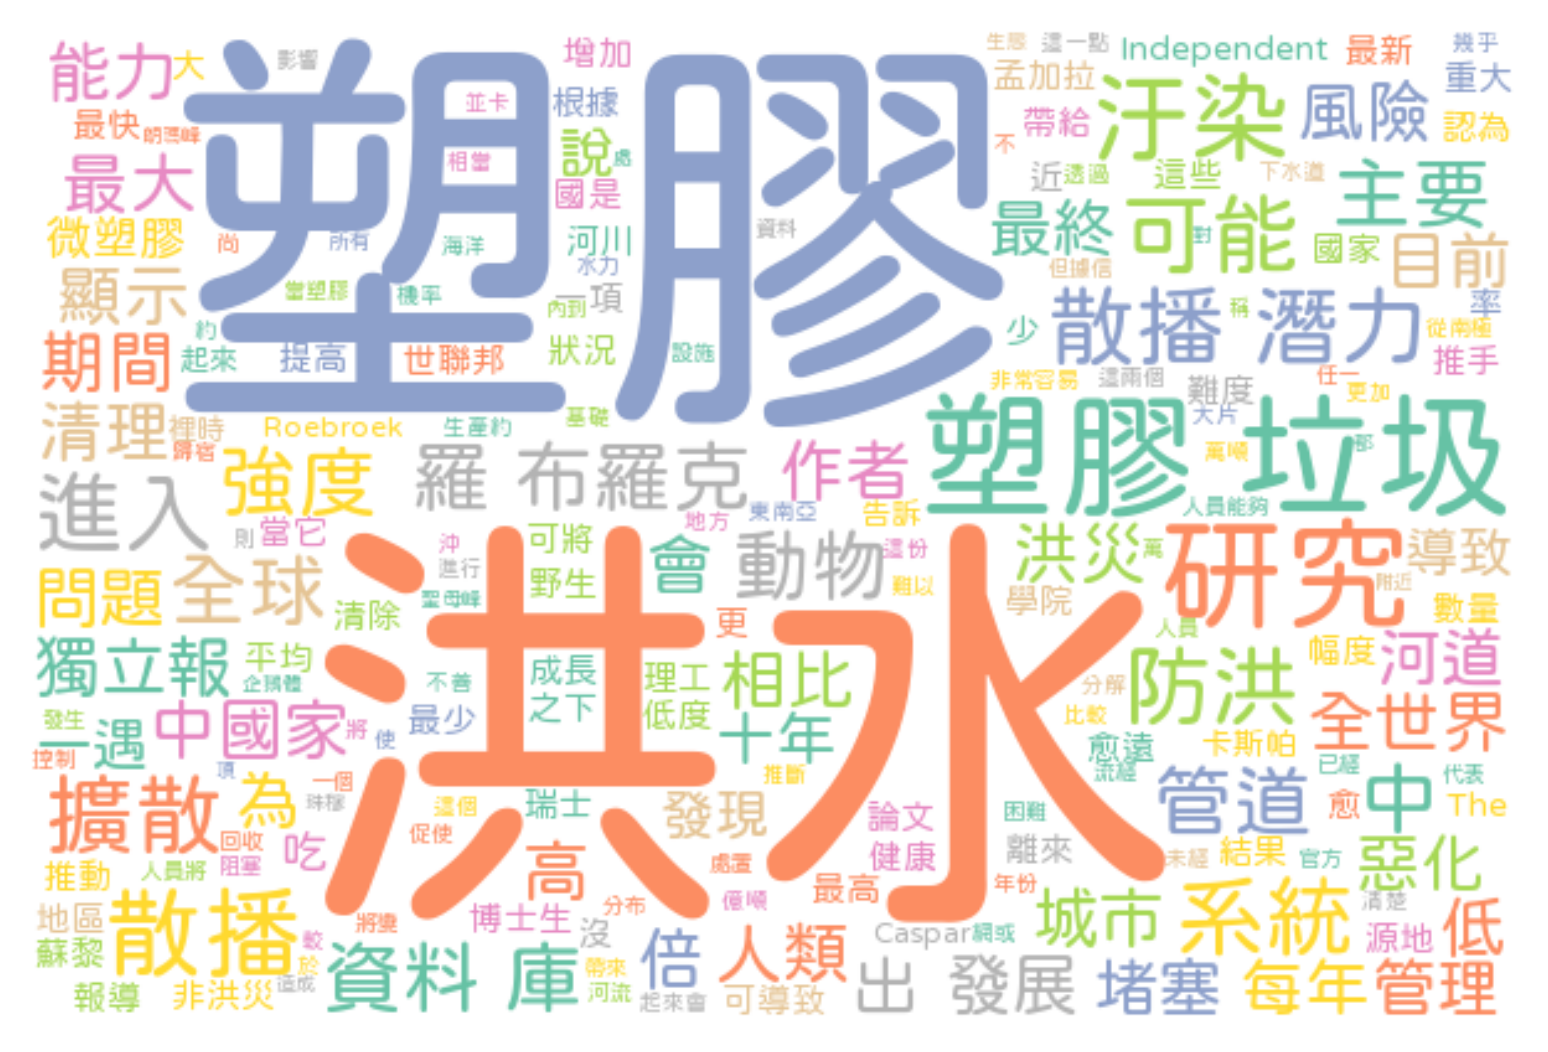 能力 大 影響 增加 生態 這一點 Independent 最新 幾乎
最快 朗瑪峰 並卡 根據 孟加拉 汙染 風險 重大
塑膠
最大 相當 說 處 帶給 不 認為
國是 近 透過 這些 下水道 主要
微塑膠 尚 所有 海洋 河川 資料 最終 可能 對 國家 目前
顯示 當塑膠 機率 水力 一項 內到 但據信
散播 潛力 稱 率 從南極
期間 約 起來 提高 世聯邦 狀況 設施 少 推手
非常容易 這兩個 難度 任一 更加
清理 裡時 歸宿 Roebroek 生產約 基礎 大片
塑膠 垃圾 萬噸 部
進入 強度 羅 布羅克 作者 人員能夠
則 當它 地方 東南亞 告訴
沖 進行 可將 會 動物 這份 洪災 萬 研究 導致
問題 全球 聖母峰 野生 難以 學院 附近 數量
清除 更 人員
洪水
獨立報 平均 企鵝體 不善 成長 理工 相比 分解 防洪 幅度 河道
發生 一遇 中國家 將 使 最少 之下 低度 十年 比較 全世界
控制 頂 推斷 愈遠 流經 卡斯帕 已經 代表
擴散 為 一個 珠穆 這個 瑞士 發現 論文 困難 管道 愈 中 The
回收 阻塞 吃 促使 健康 離來 未經 結果 官方 惡化
推動 人員將 高 處置 最高 年份 清楚
地區 散播 將變 博士生 分布 億噸 城市 系統 低
蘇黎 較 於 沒 Caspar 網或 源地
資料 庫 倍 人類
報導 非洪災 造成 帶來 河流 起來會 可導致 出 發展 堵塞 每年 管理